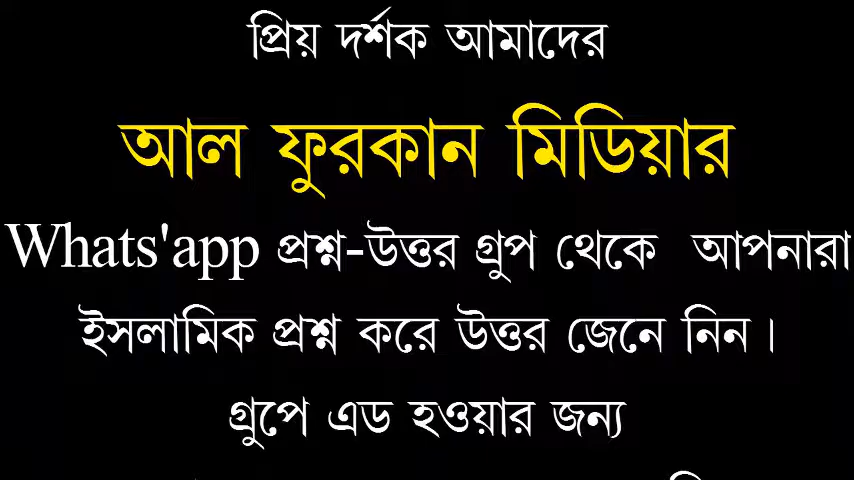 প্রিয় দর্শক আমাদের
আল ফুরকান মিডিয়ার
Whats'app প্রশ্ন-উত্তর গ্রুপ থেকে আপনারা
ইসলামিক প্রশ্ন করে উত্তর জেনে নিন।
গ্রুপে এড হওয়ার জন্য